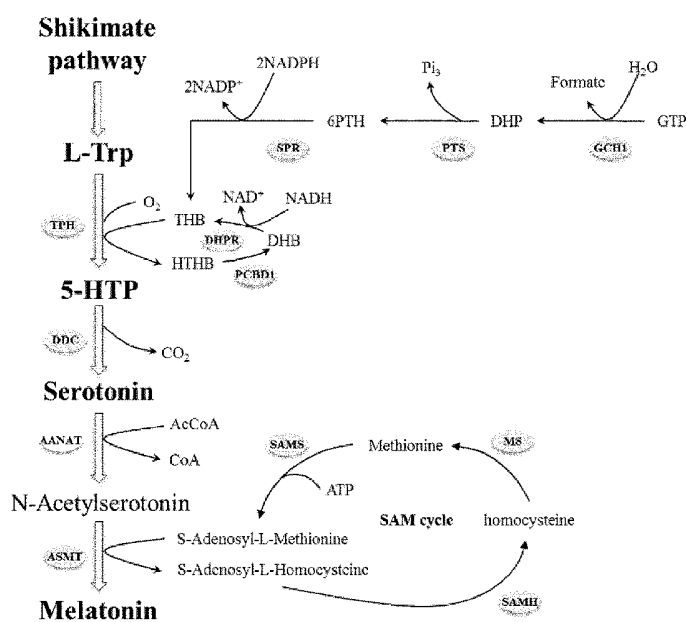 Shikimate
pathway
2NADPH
2NADP⁺
Pi₃
Formate
H₂O
6PTH
DHP
GTP
SPR
PTS
GCH1
L-Trp
O₂
NAD⁺
NADH
TPH
THB
DHPR
DHB
HTHB
PCBD1
5-HTP
DDC
CO₂
Serotonin
AcCoA
AANAT
CoA
SAMS
Methionine
MS
ATP
N-Acetylserotonin
SAM cycle
homocysteine
S-Adenosyl-L-Methionine
ASMT
S-Adenosyl-L-Homocysteine
SAMH
Melatonin